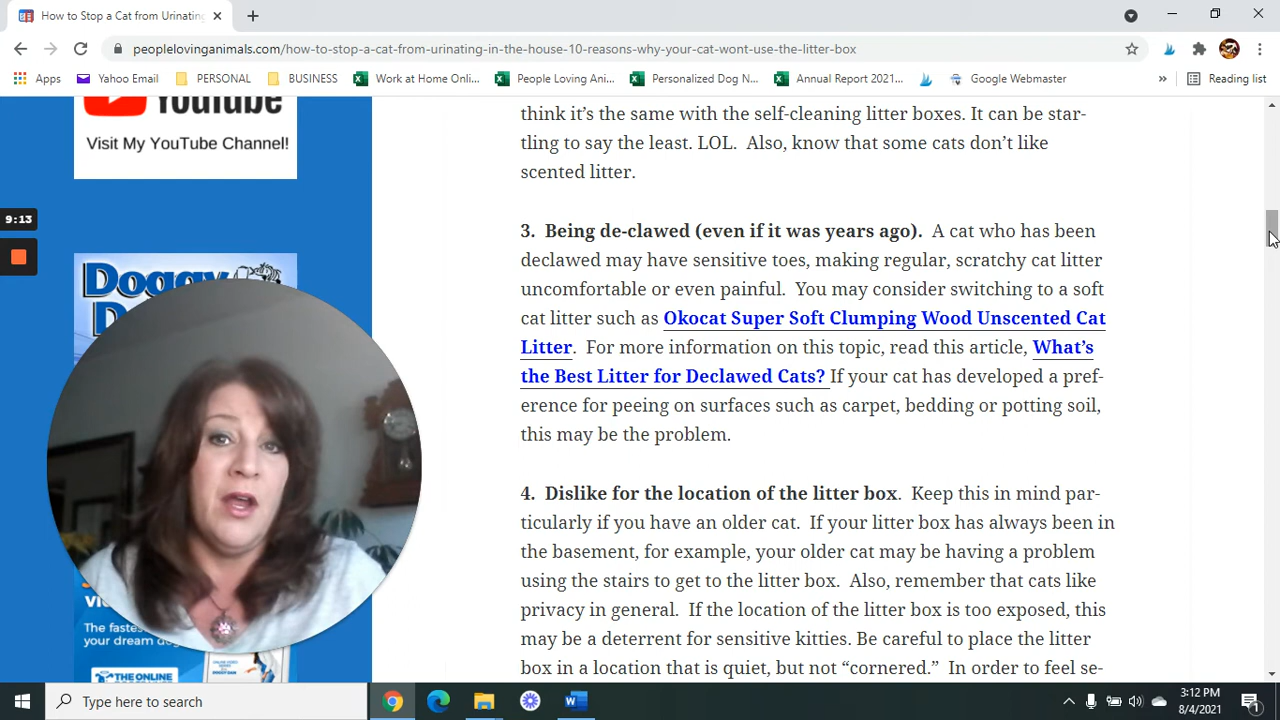 How to Stop a Cat from Urinating
peoplelovinganimals.com/how-to-stop-a-cat-from-urinating-in-the-house-10-reasons-why-your-cat-wont-use-the-litter-box
Apps Yahoo Email PERSONAL BUSINESS Work at Home Onli... People Loving Ani... Personalized Dog N... Annual Report 2021... Google Webmaster » Reading list
YouTube
Visit My YouTube Channel!
9:13
Doggy
The fastes
your dream do
THE ONLINE
think it's the same with the self-cleaning litter boxes. It can be star-
tling to say the least. LOL. Also, know that some cats don't like
scented litter.
3. Being de-clawed (even if it was years ago). A cat who has been
declawed may have sensitive toes, making regular, scratchy cat litter
uncomfortable or even painful. You may consider switching to a soft
cat litter such as Okocat Super Soft Clumping Wood Unscented Cat
Litter. For more information on this topic, read this article, What's
the Best Litter for Declawed Cats? If your cat has developed a pref-
erence for peeing on surfaces such as carpet, bedding or potting soil,
this may be the problem.
4. Dislike for the location of the litter box. Keep this in mind par-
ticularly if you have an older cat. If your litter box has always been in
the basement, for example, your older cat may be having a problem
using the stairs to get to the litter box. Also, remember that cats like
privacy in general. If the location of the litter box is too exposed, this
may be a deterrent for sensitive kitties. Be careful to place the litter
box in a location that is quiet, but not “cornered.” In order to feel se-
Type here to search
3:12 PM
8/4/2021